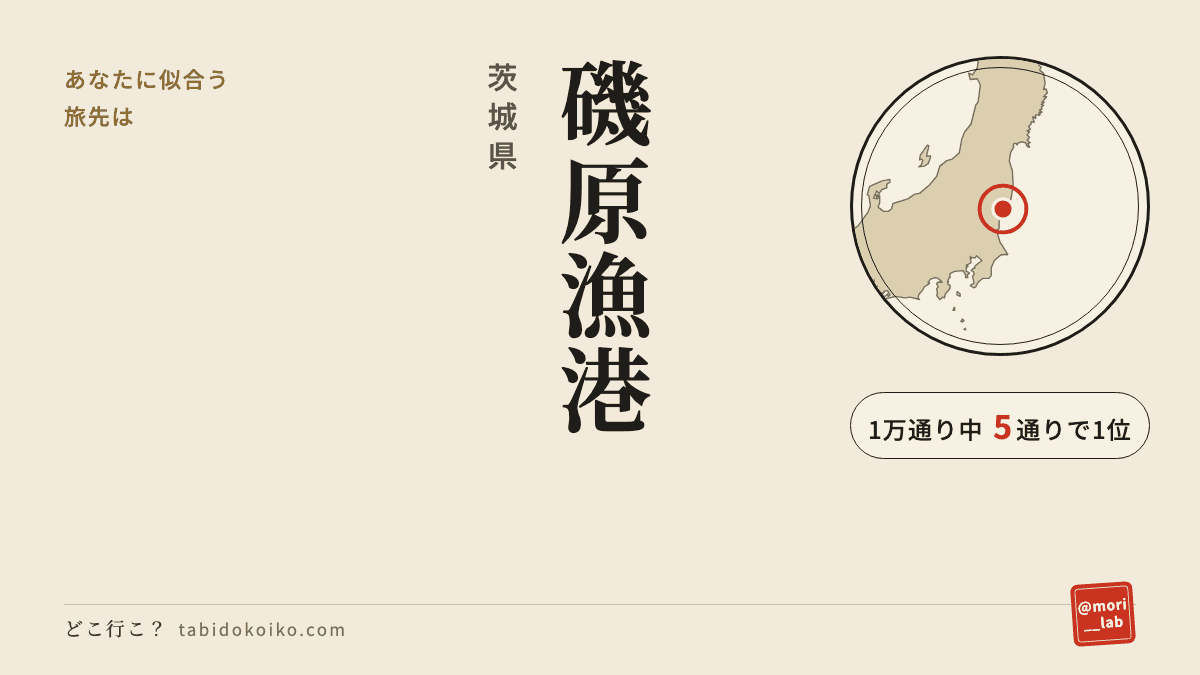 あなたに似合う
旅先は
磯原漁港
茨城県
1万通り中 5通りで1位
どこ行こ？ tabidokoiko.com
@mori
__lab